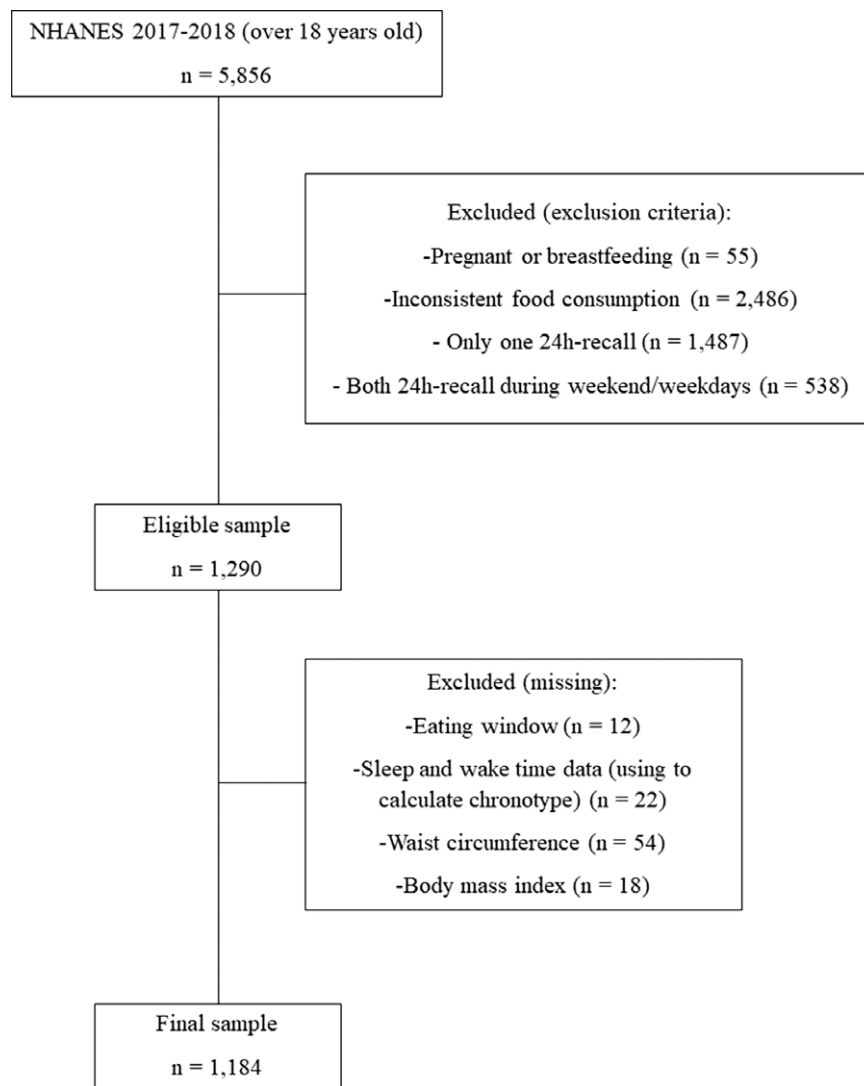 NHANES 2017-2018 (over 18 years old)
n = 5,856
Excluded (exclusion criteria):
-Pregnant or breastfeeding (n = 55)
-Inconsistent food consumption (n = 2,486)
- Only one 24h-recall (n = 1,487)
- Both 24h-recall during weekend/weekdays (n = 538)
Eligible sample
n = 1,290
Excluded (missing):
-Eating window (n = 12)
-Sleep and wake time data (using to
calculate chronotype) (n = 22)
-Waist circumference (n = 54)
-Body mass index (n = 18)
Final sample
n = 1,184